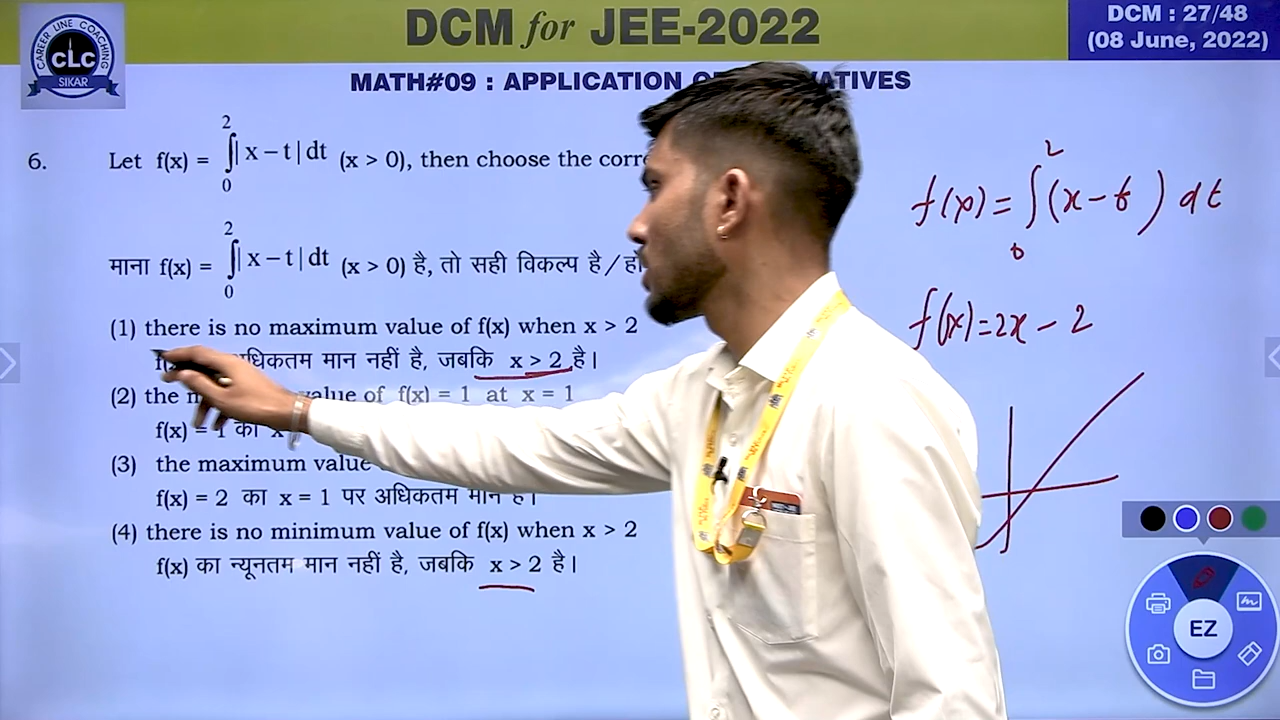 DCM for JEE-2022
DCM : 27/48
(08 June, 2022)
CAREER LINE COACHING
CLC
SIKAR
MATH#09 : APPLICATION
6. Let f(x) = ∫₀² |x – t| dt (x > 0), then choose the
माना f(x) = ∫₀² |x – t| dt (x > 0) है, तो सही विकल्प है/
(1) there is no maximum value of f(x) when x > 2
अधिकतम मान नहीं है, जबकि x > 2 है।
(2) the of f(x) = 1 at x = 1
f(x) = 1 का
(3) the maximum value
f(x) = 2 का x = 1 पर अधिकतम मान है।
(4) there is no minimum value of f(x) when x > 2
f(x) का न्यूनतम मान नहीं है, जबकि x > 2 है।
f(x) = ∫₀² (x – t) dt
f(x) = 2x – 2
EZ